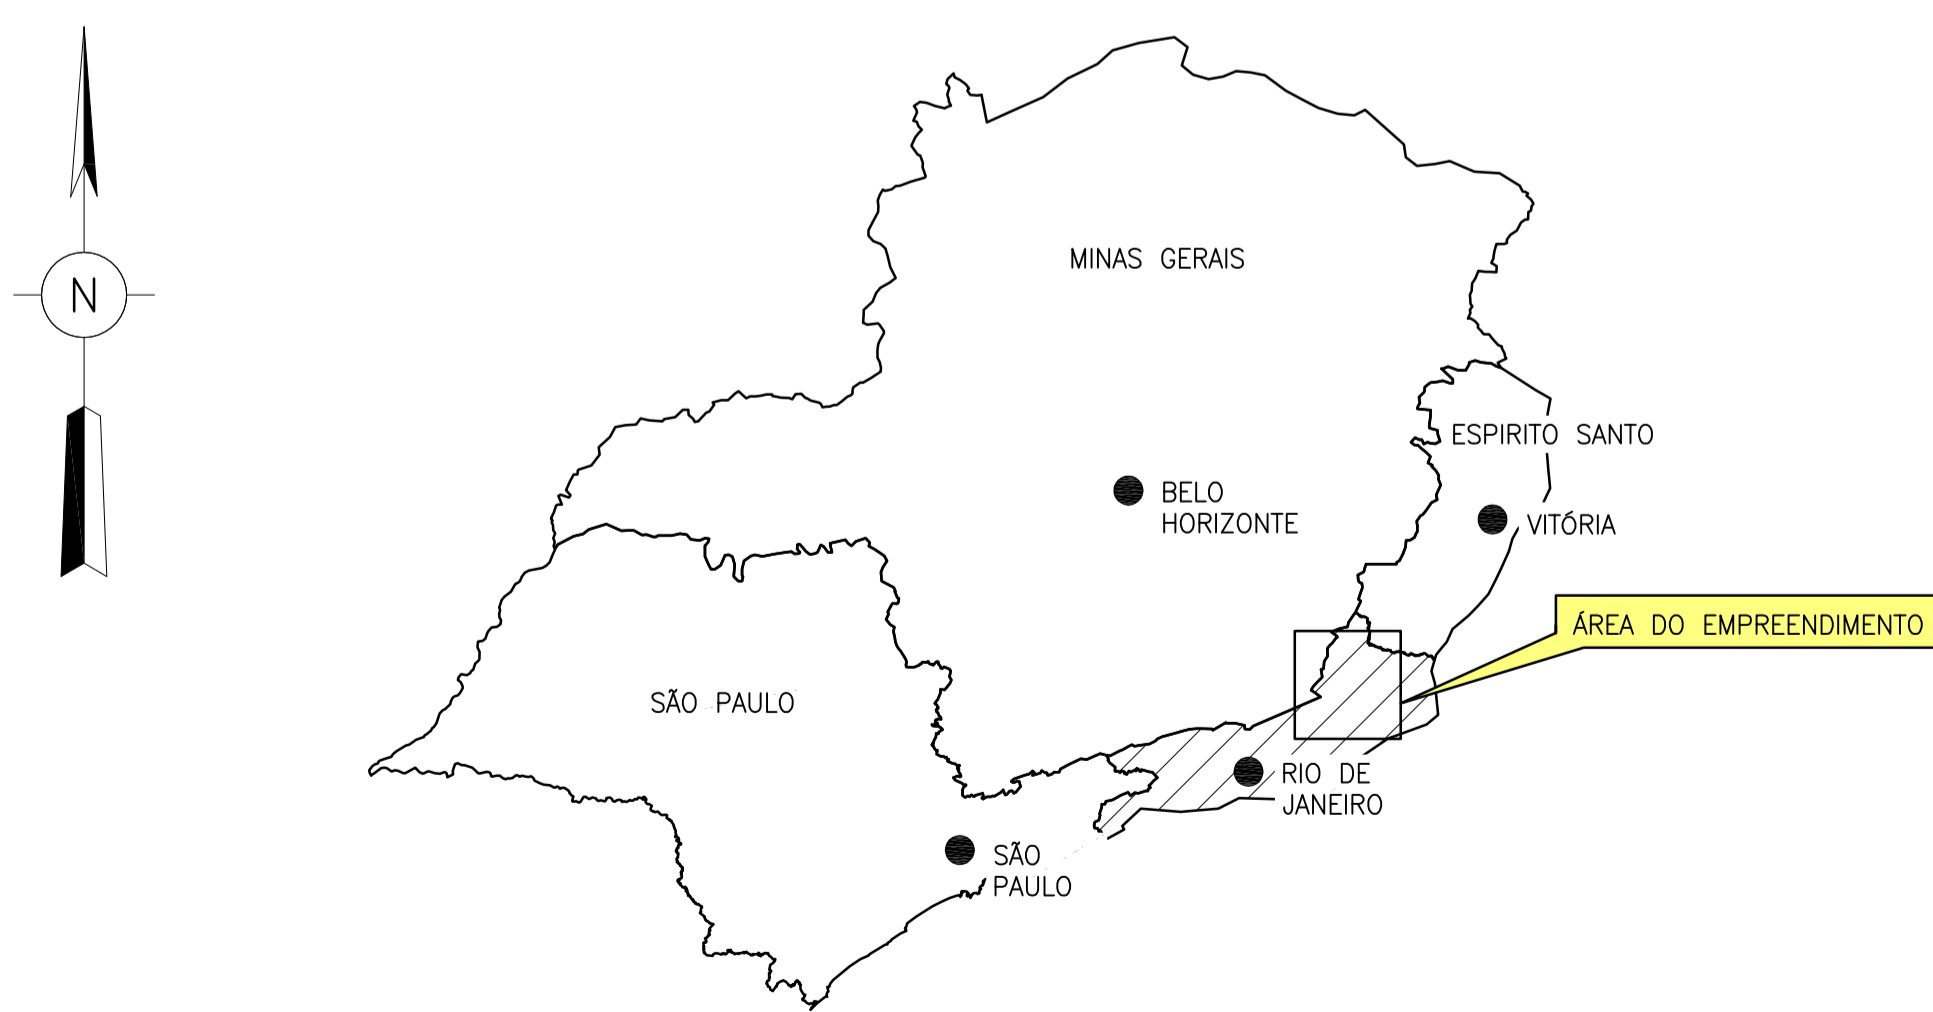 N
MINAS GERAIS
ESPIRITO SANTO
BELO
HORIZONTE
VITÓRIA
ÁREA DO EMPREENDIMENTO
SÃO PAULO
RIO DE
JANEIRO
SÃO
PAULO